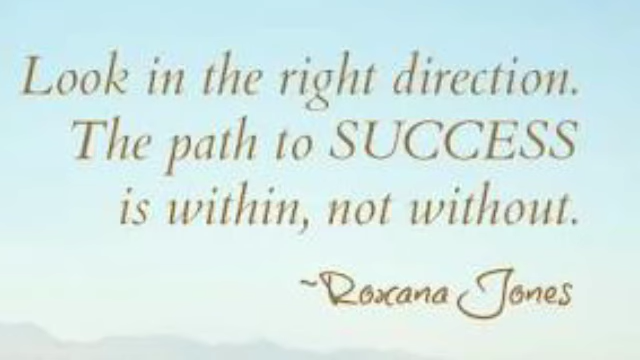 Look in the right direction.
The path to SUCCESS
is within, not without.
~Roxana Jones